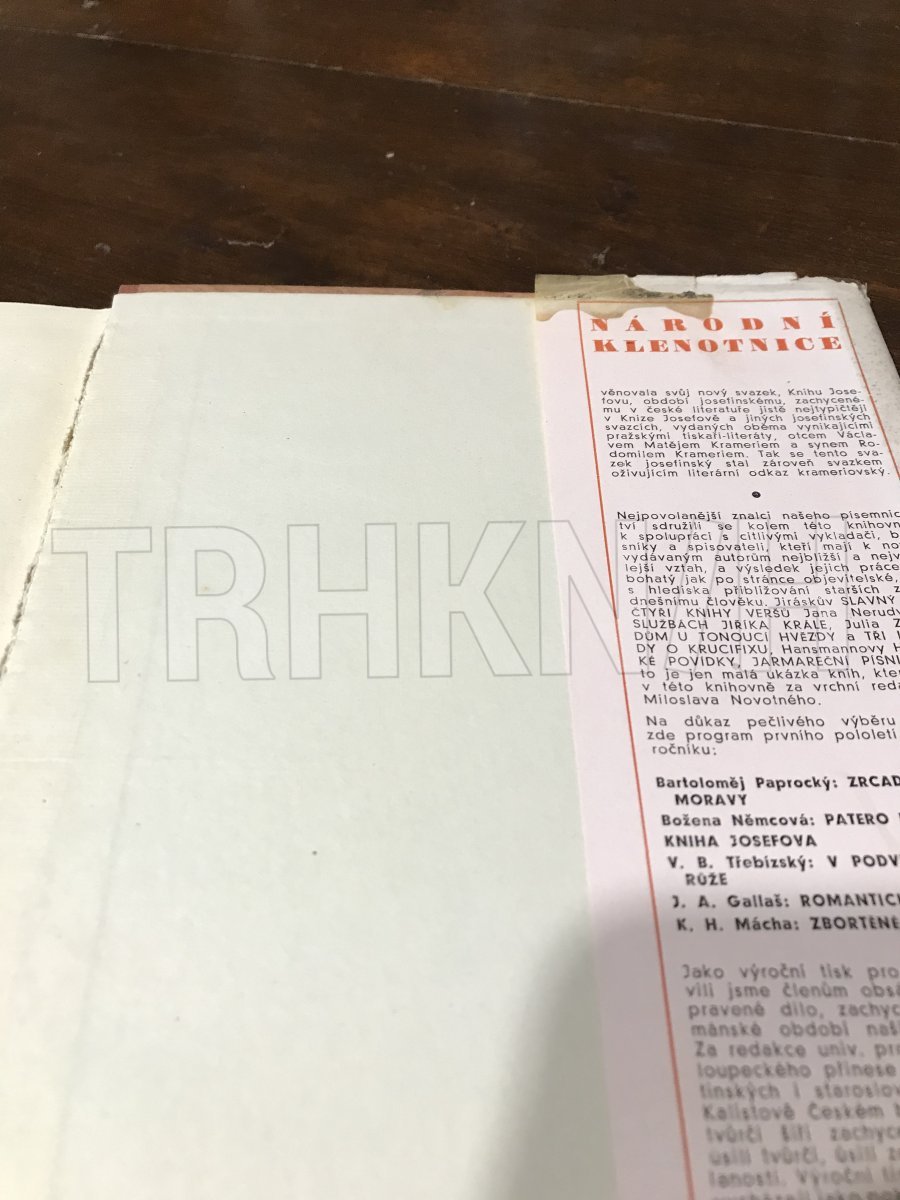 NÁRODNÍ
KLENOTNICE
věnovala svůj nový svazek, Knihu Jose-
fovu, období josefinskému, zachycené-
mu v české literatuře jistě nejtypičtěji
v Knize Josefově a jiných josefinských
svazcích, vydaných oběma vynikajícími
pražskými tiskaři-literáty, otcem Václa-
vem Matějem Krameriem a synem Ro-
domilem Krameriem. Tak se tento sva-
zek josefinský stal zároveň svazkem
oživujícím literární odkaz krameriovský.
Nejpovolanější znalci našeho písemnic
tví sdružili se kolem této knihovn
k spolupráci s citlivými vykladači, b
sníky a spisovateli, kteří mají k no
vydávaným autorům nejbližší a nejv
lejší vztah, a výsledek jejich práce
bohatý jak po stránce objevitelské,
s hlediska přibližování starších z
dnešnímu člověku. Jiráskův SLAVNÝ
ČTYŘI KNIHY VERŠŮ Jana Nerudy
SLUŽBÁCH JIŘÍKA KRÁLE, Julia Z
DŮM U TONOUCÍ HVĚZDY a TŘI
DY O KRUCIFIXU, Hansmannovy H
KÉ POVÍDKY, JARMAREČNÍ PÍSNI
to je jen malá ukázka knih, kte
v této knihovně za vrchní reda
Miloslava Novotného.
Na důkaz pečlivého výběru
zde program prvního pololetí
ročníku:
Bartoloměj Paprocký: ZRCAD
MORAVY
Božena Němcová: PATERO
KNIHA JOSEFOVA
V. B. Třebízský: V PODV
RŮŽE
J. A. Gallaš: ROMANTICK
K. H. Mácha: ZBOŘTĚNÉ
Jako výroční tisk pro
vili jsme členům obsá
pravené dílo, zachyc
mánské období naš
Za redakce univ. pr
loupeckého přinese
tinských i staroslov
Kalistově Českém
tvůrčí šíři zachyce
úsilí tvůrčí, úsilí
lanosti. Výroční ti
TRHKNIH